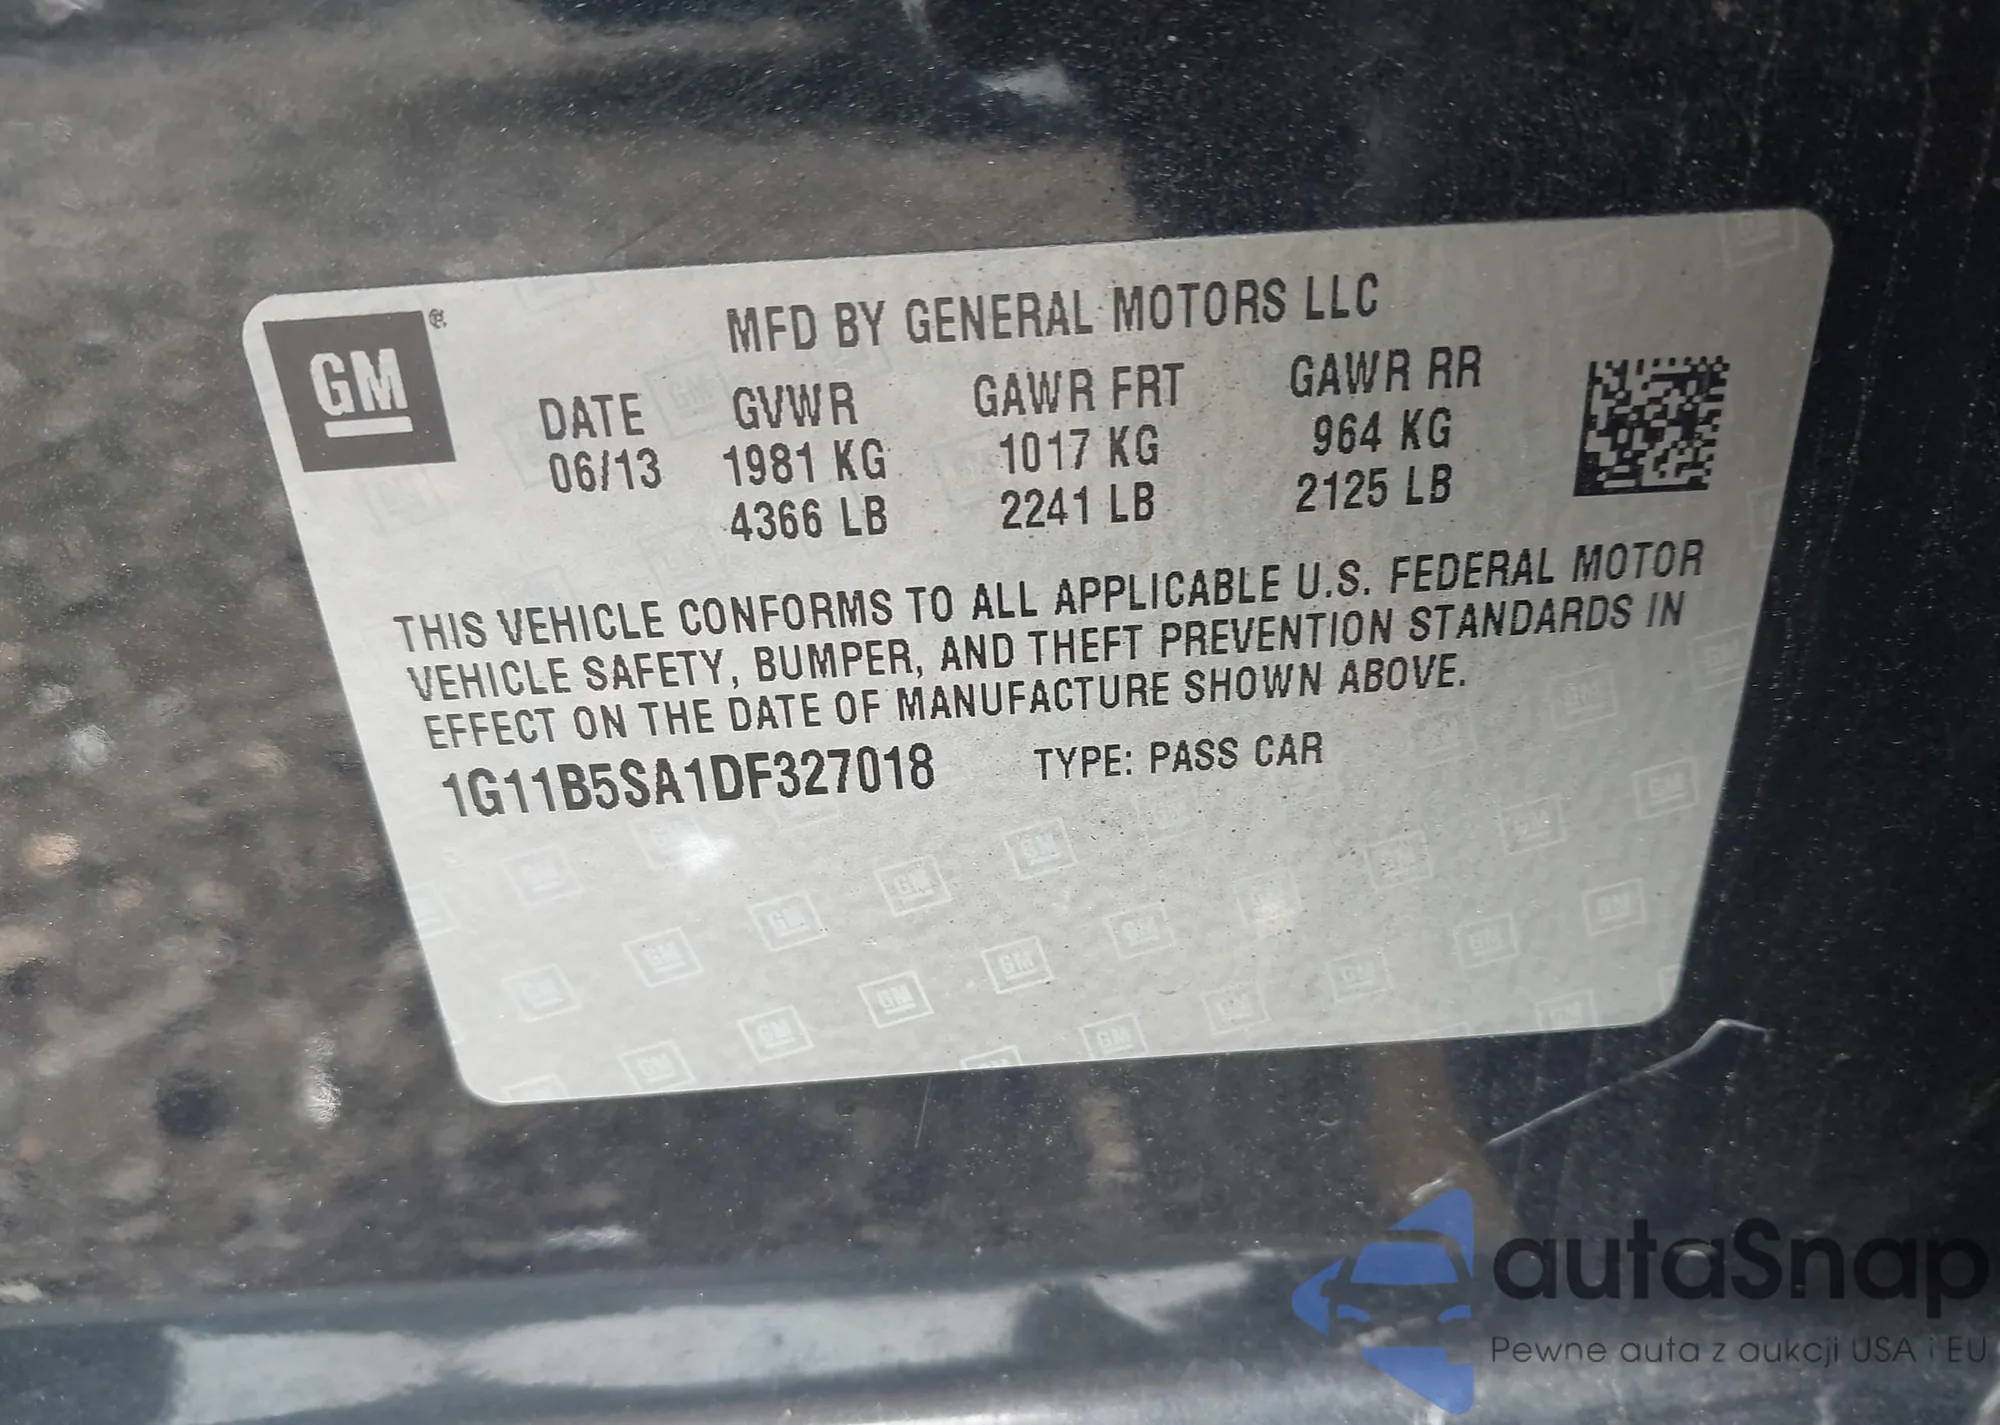 GM
MFD BY GENERAL MOTORS LLC
DATE GVWR GAWR FRT GAWR RR
06/13 1981 KG 1017 KG 964 KG
4366 LB 2241 LB 2125 LB
THIS VEHICLE CONFORMS TO ALL APPLICABLE U.S. FEDERAL MOTOR
VEHICLE SAFETY, BUMPER, AND THEFT PREVENTION STANDARDS IN
EFFECT ON THE DATE OF MANUFACTURE SHOWN ABOVE.
1G11B5SA1DF327018 TYPE: PASS CAR
autaSnap
Pewne auta z aukcji USA i EU